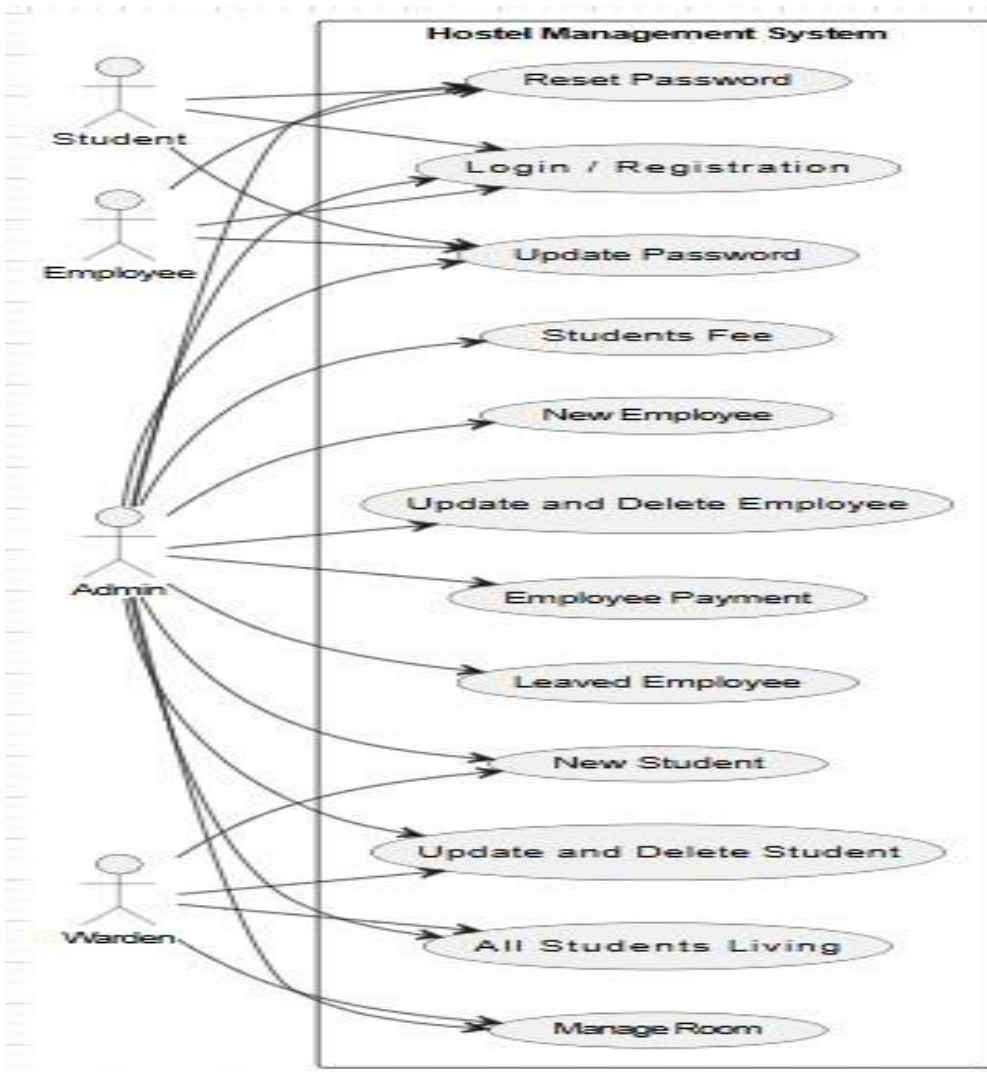 Hostel Management System
Reset Password
Student
Login / Registration
Update Password
Employee
Students Fee
New Employee
Update and Delete Employee
Admin
Employee Payment
Leaved Employee
New Student
Update and Delete Student
Warden
All Students Living
Manage Room